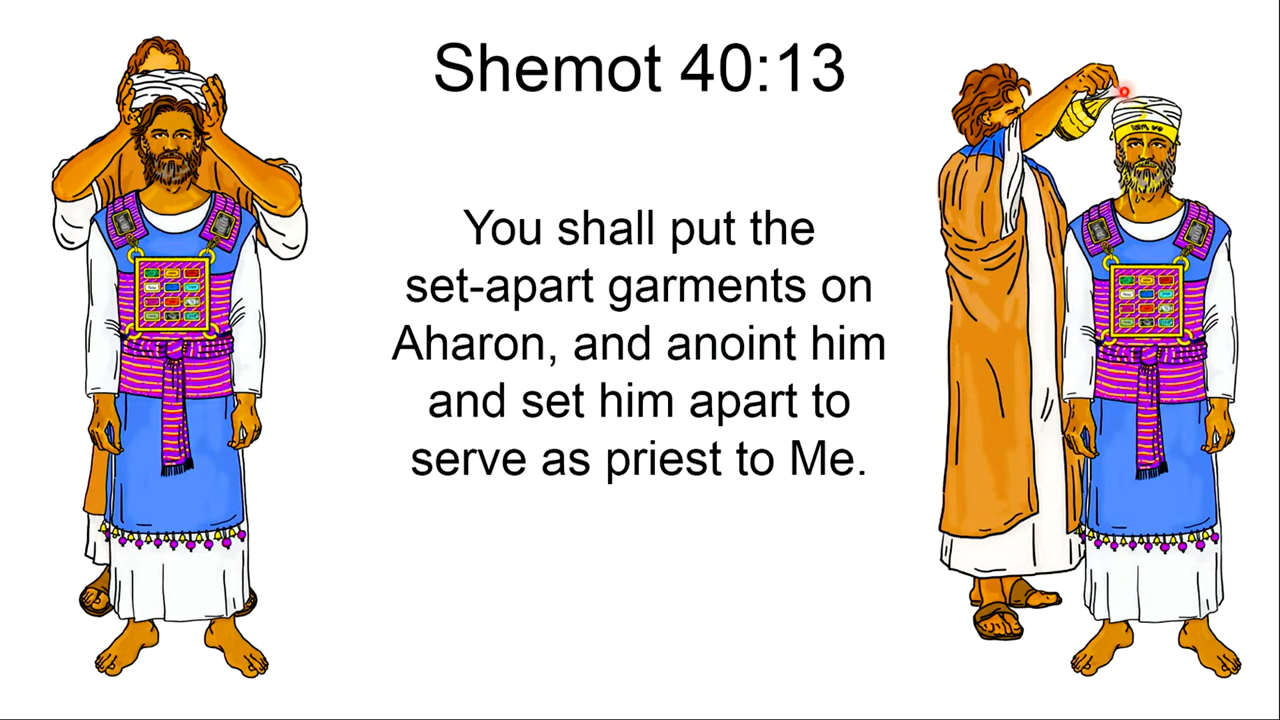 Shemot 40:13
You shall put the
set-apart garments on
Aharon, and anoint him
and set him apart to
serve as priest to Me.